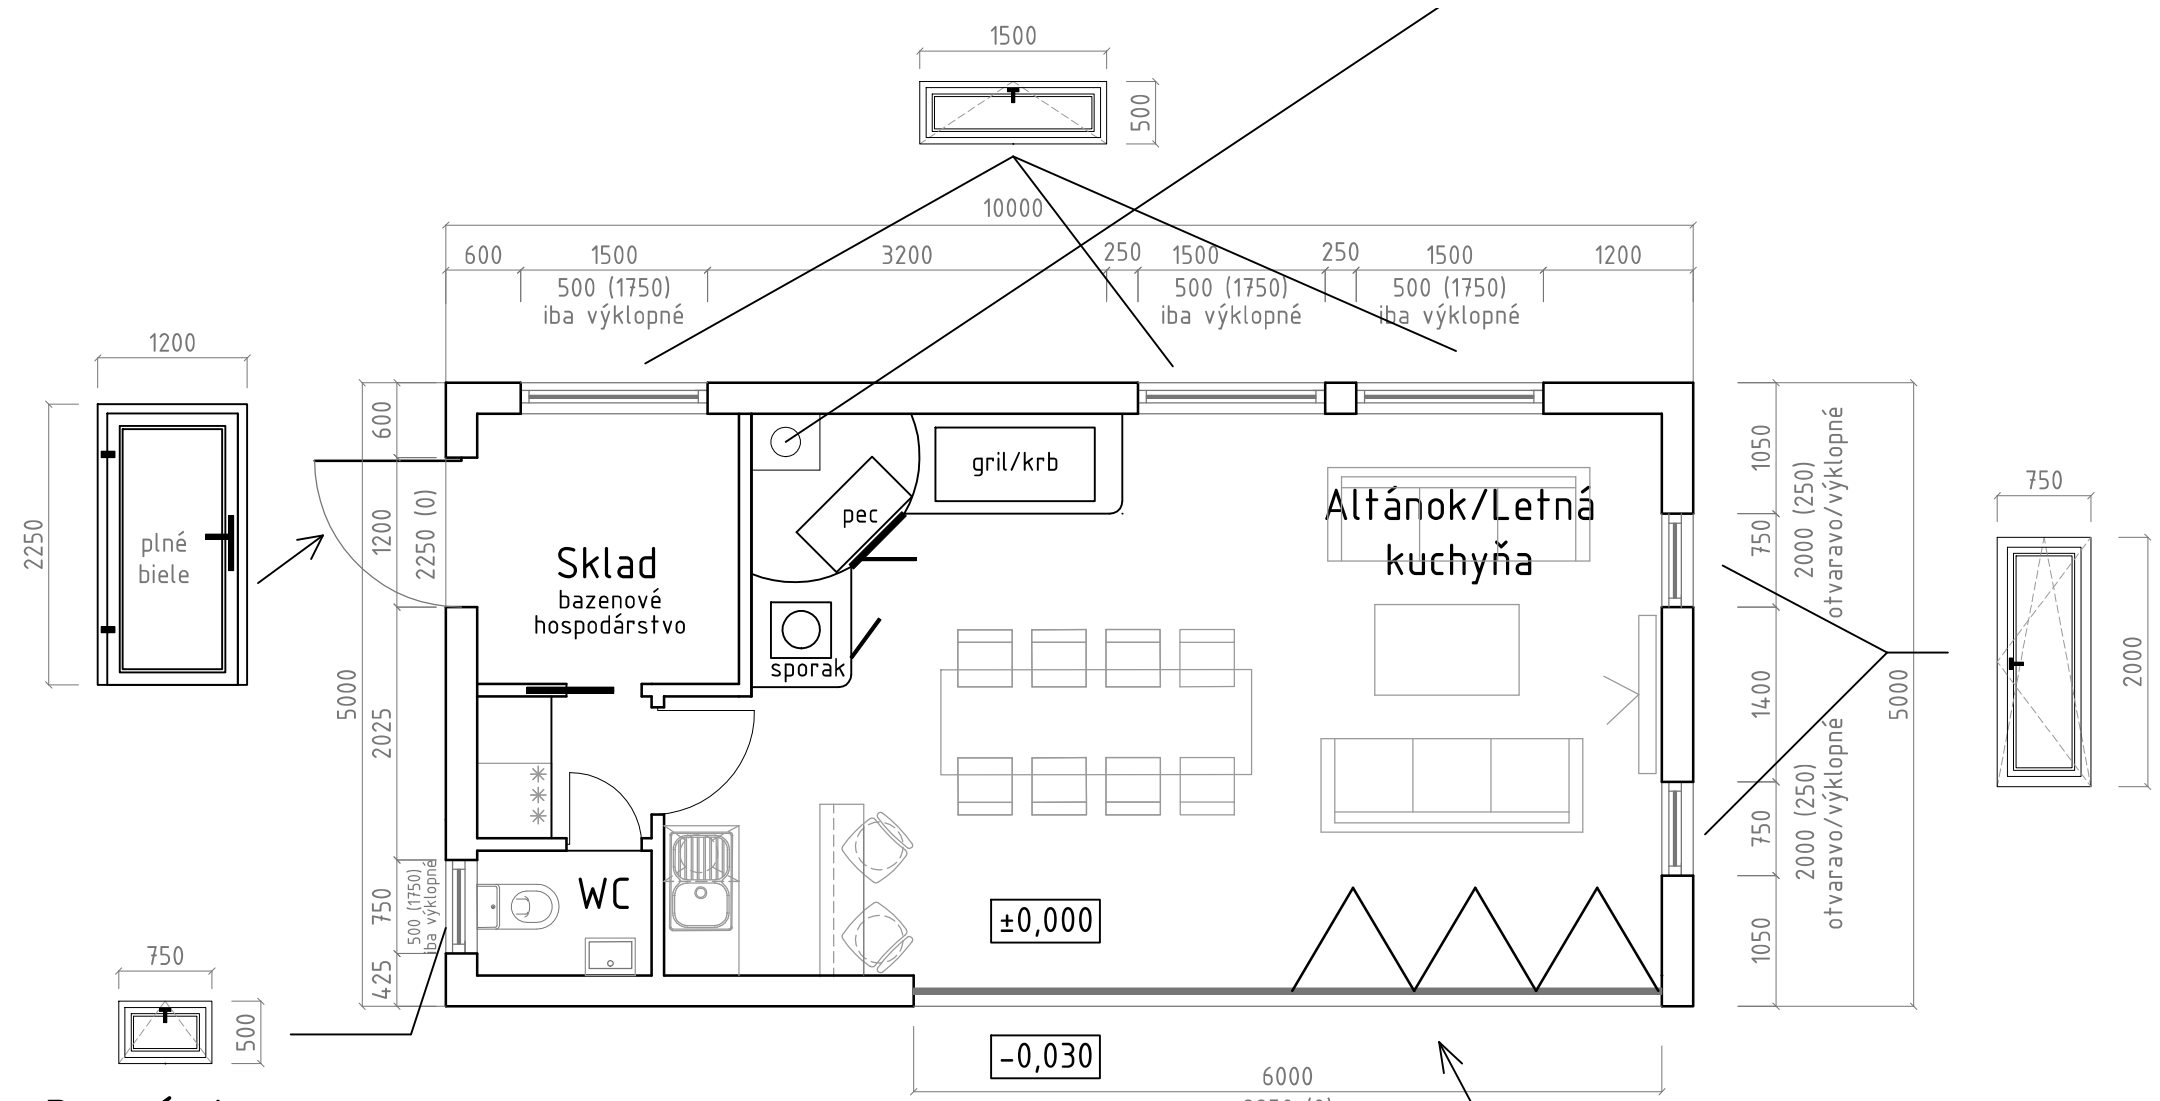 1500
500
10000
600
1500
3200
250
1500
250
1500
1200
500 (1750)
iba výklopné
500 (1750)
iba výklopné
500 (1750)
iba výklopné
1200
2250
plné
biele
5000
600
1200
2250 (0)
2025
750
500 (1750)
iba výklopné
425
Sklad
bazenové
hospodárstvo
gril/krb
pec
sporak
Altánok/Letná
kuchyňa
WC
±0,000
-0,030
1050
750
2000 (250)
otvaravo/výklopné
1400
750
2000 (250)
otvaravo/výklopné
1050
5000
750
2000
750
500
6000